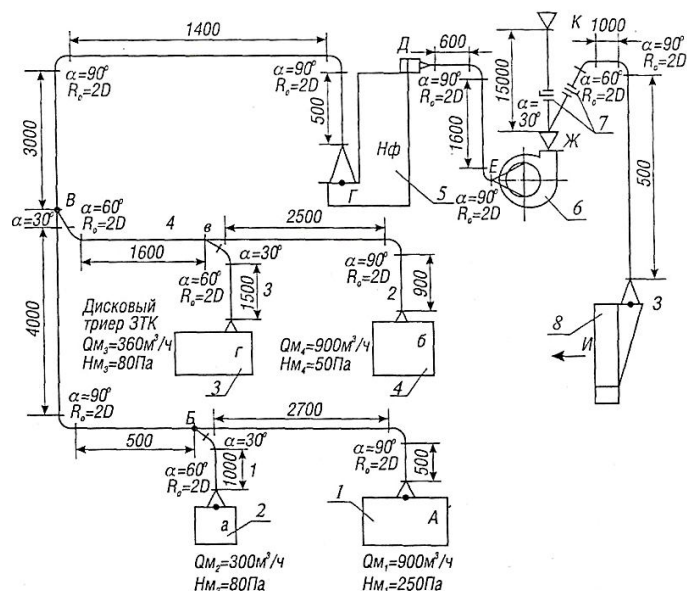 1400
Д
600
К
1000
α=90°
R₀=2D
α=90°
R₀=2D
α=90°
R₀=2D
α=60°
R₀=2D
α=90°
R₀=2D
3000
500
1600
15000
α=
30°
7
Ж
Нф
Г
5
Е
6
α=90°
R₀=2D
500
В
α=30°
α=60°
R₀=2D
4
в
2500
α=30°
1600
α=60°
R₀=2D
1500
3
α=90°
R₀=2D
2
900
4000
Дисковый
триер ЗТК
Qм₃=360м³/ч
Нм₃=80Па
г
3
Qм₄=900м³/ч
Нм₄=50Па
б
4
8
И
З
α=90°
R₀=2D
Б
2700
500
α=30°
α=60°
R₀=2D
1000
1
α=90°
R₀=2D
500
а
2
1
А
Qм₂=300м³/ч
Нм₂=80Па
Qм₁=900м³/ч
Нм₁=250Па